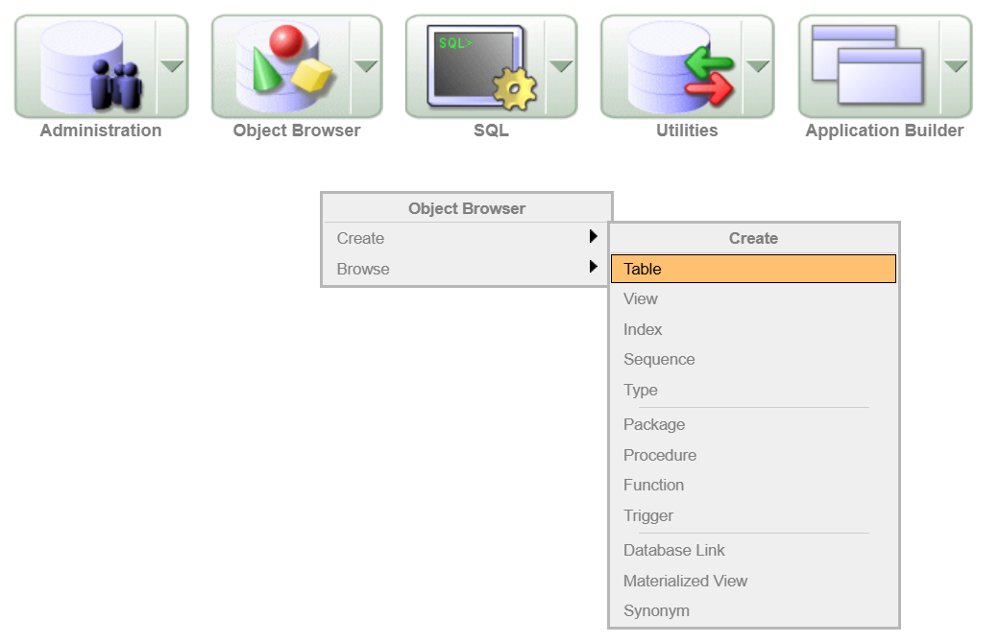 SQL>
Administration
Object Browser
SQL
Utilities
Application Builder
Object Browser
Create
Browse
Create
Table
View
Index
Sequence
Type
Package
Procedure
Function
Trigger
Database Link
Materialized View
Synonym